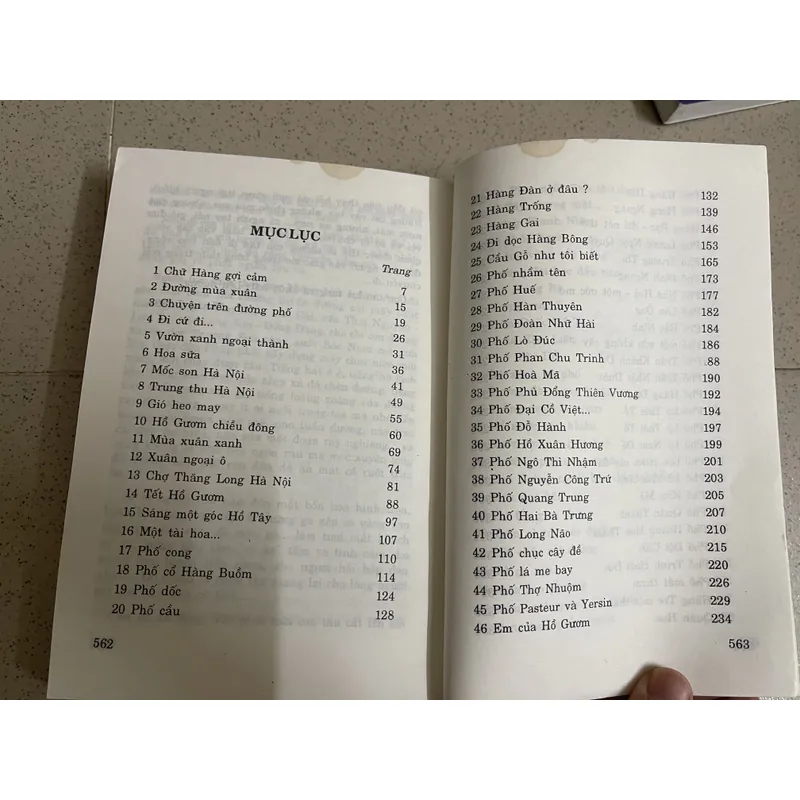 MỤC LỤC
Trang
1 Chữ Hàng gợi cảm 7
2 Đường mùa xuân 15
3 Chuyện trên đường phố 19
4 Đi cứ đi... 26
5 Vườn xanh ngoại thành 31
6 Hoa sữa 36
7 Mốc son Hà Nội 41
8 Trung thu Hà Nội 49
9 Gió heo may 55
10 Hồ Gươm chiều đông 60
11 Mùa xuân xanh 69
12 Xuân ngoại ô 74
13 Chợ Thăng Long Hà Nội 81
14 Tết Hồ Gươm 88
15 Sáng một góc Hồ Tây 97
16 Một tài hoa... 107
17 Phố cong 110
18 Phố cổ Hàng Buồm 114
19 Phố dốc 124
20 Phố cầu 128
562
21 Hàng Đàn ở đâu ? 132
22 Hàng Trống 139
23 Hàng Gai 146
24 Đi dọc Hàng Bông 153
25 Cầu Gỗ như tôi biết 165
26 Phố nhầm tên 173
27 Phố Huế 177
28 Phố Hàn Thuyên 182
29 Phố Đoàn Nhữ Hài 184
30 Phố Lò Đúc 186
31 Phố Phan Chu Trinh .88
32 Phố Hoà Mã 190
33 Phố Phủ Đổng Thiên Vương 192
34 Phố Đại Cồ Việt... 194
35 Phố Đỗ Hành 197
36 Phố Hồ Xuân Hương 199
37 Phố Ngô Thì Nhậm 201
38 Phố Nguyễn Công Trứ 203
39 Phố Quang Trung 205
40 Phố Hai Bà Trưng 207
41 Phố Long Não 210
42 Phố chục cây đề 215
43 Phố lá me bay 220
44 Phố Thợ Nhuộm 226
45 Phố Pasteur và Yersin 229
46 Em của Hồ Gươm 234
563